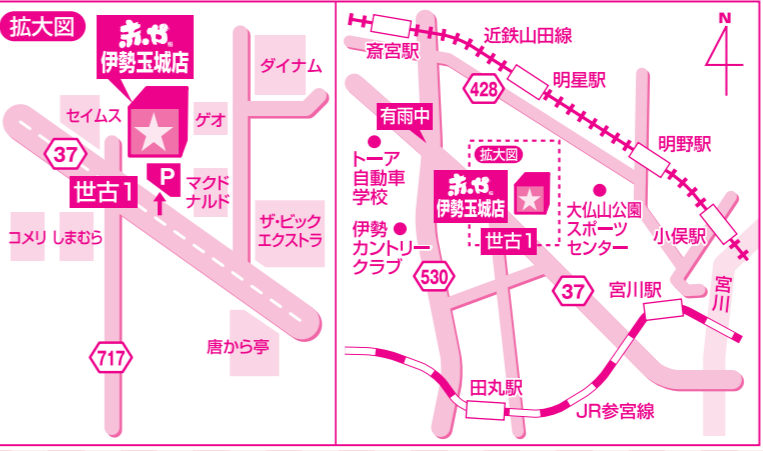 拡大図
赤や®
伊勢玉城店
ダイナム
セイムス
ゲオ
37
P
世古1
マクド
ナルド
コメリ
しまむら
ザ・ビック
エクストラ
717
唐から亭
N
近鉄山田線
斎宮駅
明星駅
428
有雨中
明野駅
トーア
自動車
学校
拡大図
伊勢玉城店
大仏山公園
スポーツ
センター
小俣駅
伊勢
カントリー
クラブ
世古1
530
37
宮川駅
宮川
田丸駅
JR参宮線